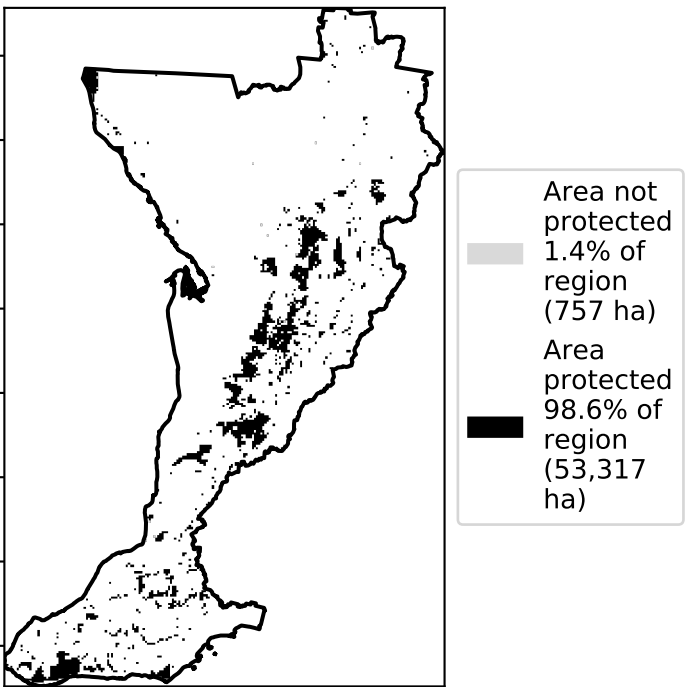 Area not
protected
1.4% of
region
(757 ha)
Area
protected
98.6% of
region
(53,317
ha)